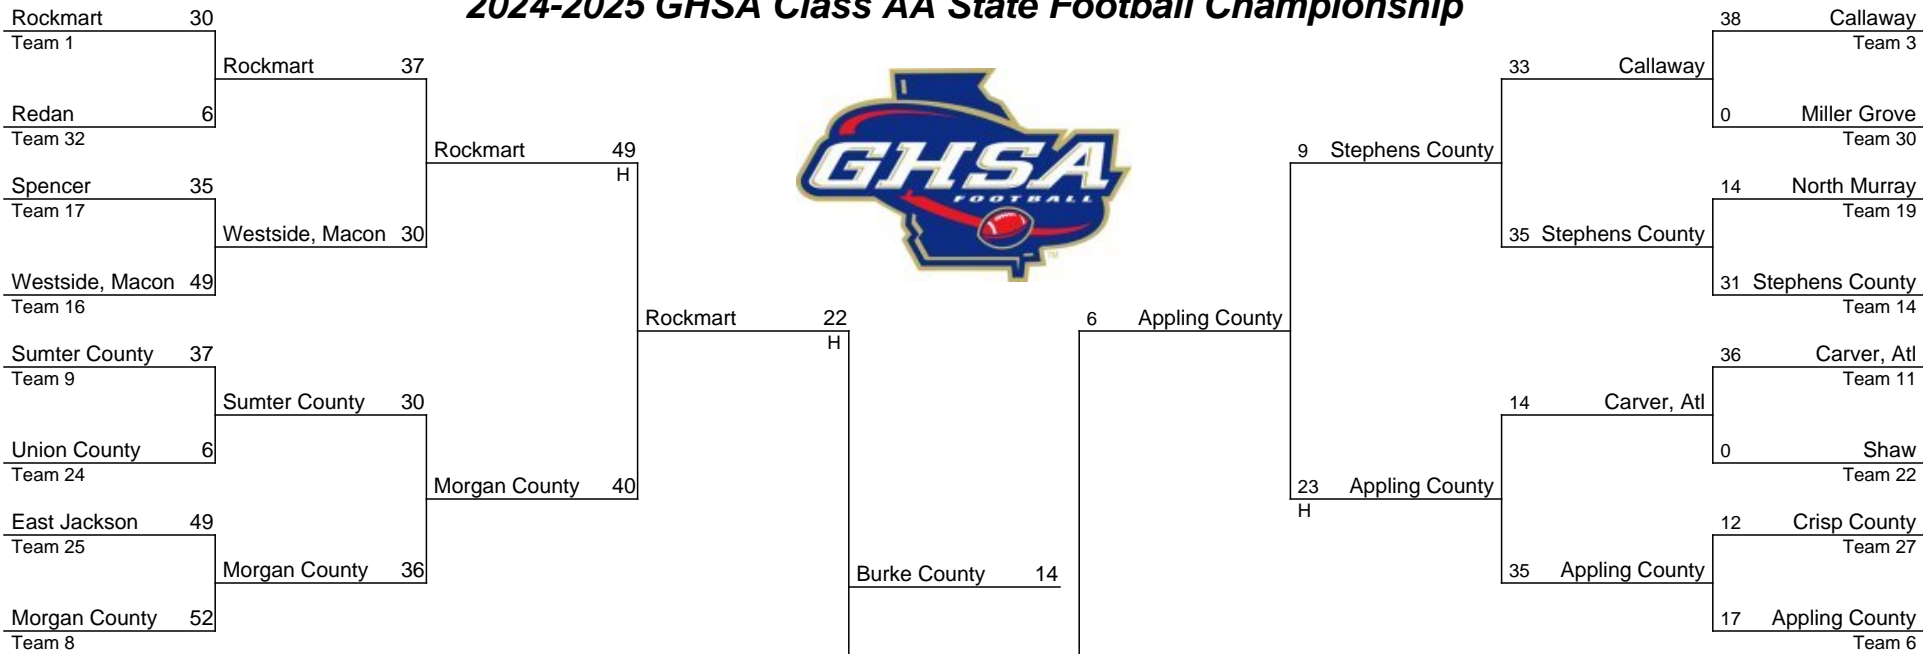 2024-2025 GHSA Class AA State Football Championship
Rockmart 30
Team 1
Redan 6
Team 32
Spencer 35
Team 17
Westside, Macon 49
Team 16
Sumter County 37
Team 9
Union County 6
Team 24
East Jackson 49
Team 25
Morgan County 52
Team 8
Rockmart 37
Westside, Macon 30
Sumter County 30
Morgan County 36
Rockmart 49
H
Morgan County 40
Rockmart 22
H
Burke County 14
GHSA
FOOTBALL
TM
6 Appling County
9 Stephens County
23 Appling County
H
33 Callaway
35 Stephens County
14 Carver, Atl
35 Appling County
38 Callaway
Team 3
0 Miller Grove
Team 30
14 North Murray
Team 19
31 Stephens County
Team 14
36 Carver, Atl
Team 11
0 Shaw
Team 22
12 Crisp County
Team 27
17 Appling County
Team 6